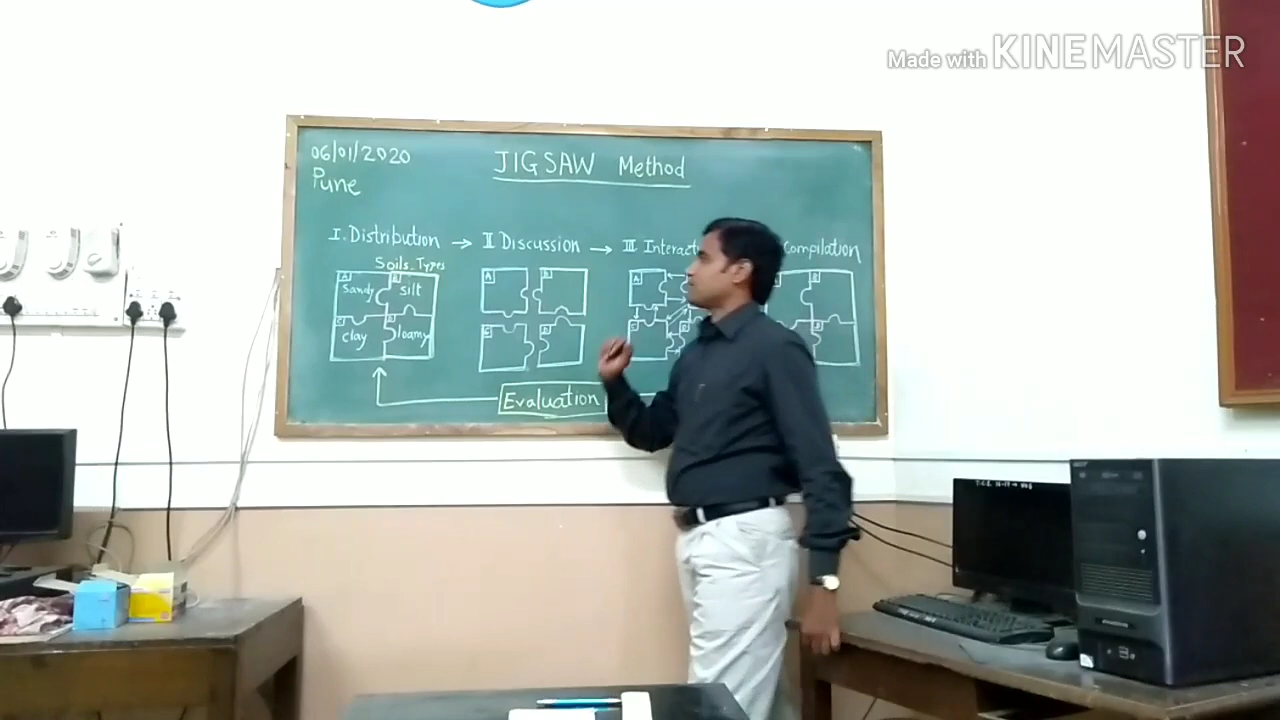 Made with KINEMASTER
06/01/2020
Pune
JIGSAW Method
I. Distribution → II Discussion → III Interact
Compilation
Soils-Types
A B
Sandy silt
C D
clay loamy
A B
C D
A
C D
B
D
Evaluation
acer